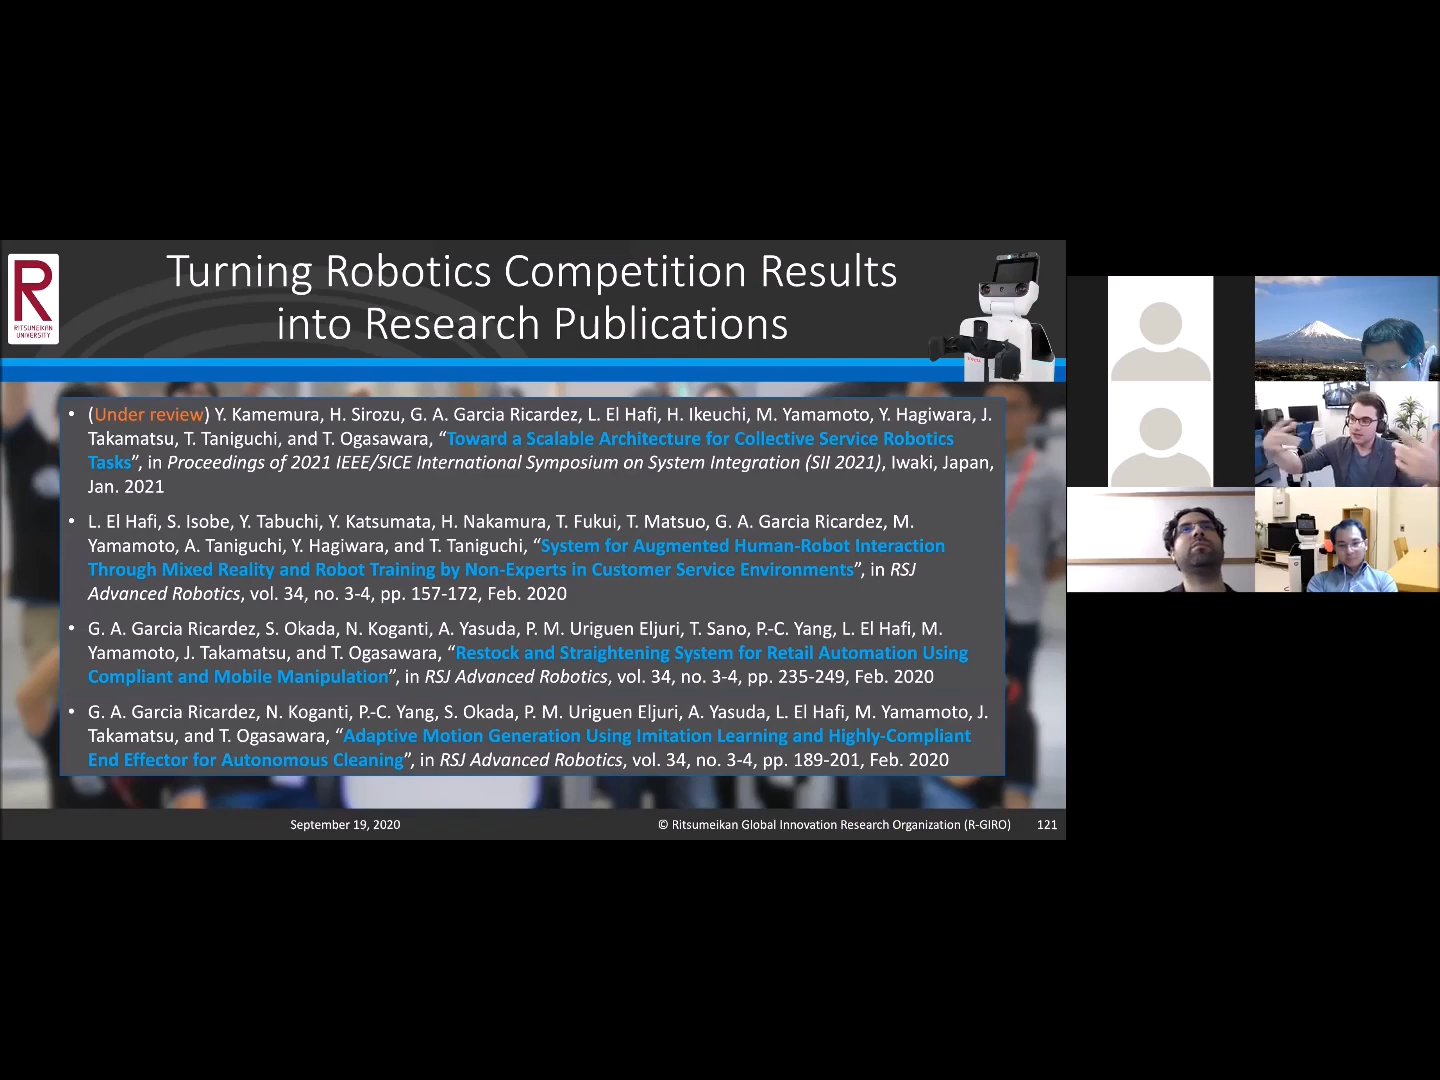 Turning Robotics Competition Results
into Research Publications
R
RITSUMEIKAN
UNIVERSITY
• (Under review) Y. Kamemura, H. Sirozu, G. A. Garcia Ricardez, L. El Hafi, H. Ikeuchi, M. Yamamoto, Y. Hagiwara, J.
Takamatsu, T. Taniguchi, and T. Ogasawara, “Toward a Scalable Architecture for Collective Service Robotics
Tasks”, in Proceedings of 2021 IEEE/SICE International Symposium on System Integration (SII 2021), Iwaki, Japan,
Jan. 2021
• L. El Hafi, S. Isobe, Y. Tabuchi, Y. Katsumata, H. Nakamura, T. Fukui, T. Matsuo, G. A. Garcia Ricardez, M.
Yamamoto, A. Taniguchi, Y. Hagiwara, and T. Taniguchi, “System for Augmented Human-Robot Interaction
Through Mixed Reality and Robot Training by Non-Experts in Customer Service Environments”, in RSJ
Advanced Robotics, vol. 34, no. 3-4, pp. 157-172, Feb. 2020
• G. A. Garcia Ricardez, S. Okada, N. Koganti, A. Yasuda, P. M. Uriguen Eljuri, T. Sano, P.-C. Yang, L. El Hafi, M.
Yamamoto, J. Takamatsu, and T. Ogasawara, “Restock and Straightening System for Retail Automation Using
Compliant and Mobile Manipulation”, in RSJ Advanced Robotics, vol. 34, no. 3-4, pp. 235-249, Feb. 2020
• G. A. Garcia Ricardez, N. Koganti, P.-C. Yang, S. Okada, P. M. Uriguen Eljuri, A. Yasuda, L. El Hafi, M. Yamamoto, J.
Takamatsu, and T. Ogasawara, “Adaptive Motion Generation Using Imitation Learning and Highly-Compliant
End Effector for Autonomous Cleaning”, in RSJ Advanced Robotics, vol. 34, no. 3-4, pp. 189-201, Feb. 2020
September 19, 2020
© Ritsumeikan Global Innovation Research Organization (R-GIRO)
121